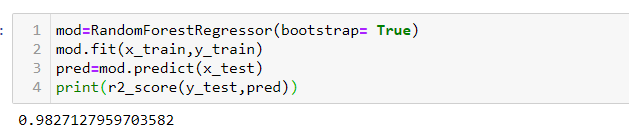 1 mod=RandomForestRegressor(bootstrap= True)
2 mod.fit(x_train,y_train)
3 pred=mod.predict(x_test)
4 print(r2_score(y_test,pred))
0.9827127959703582